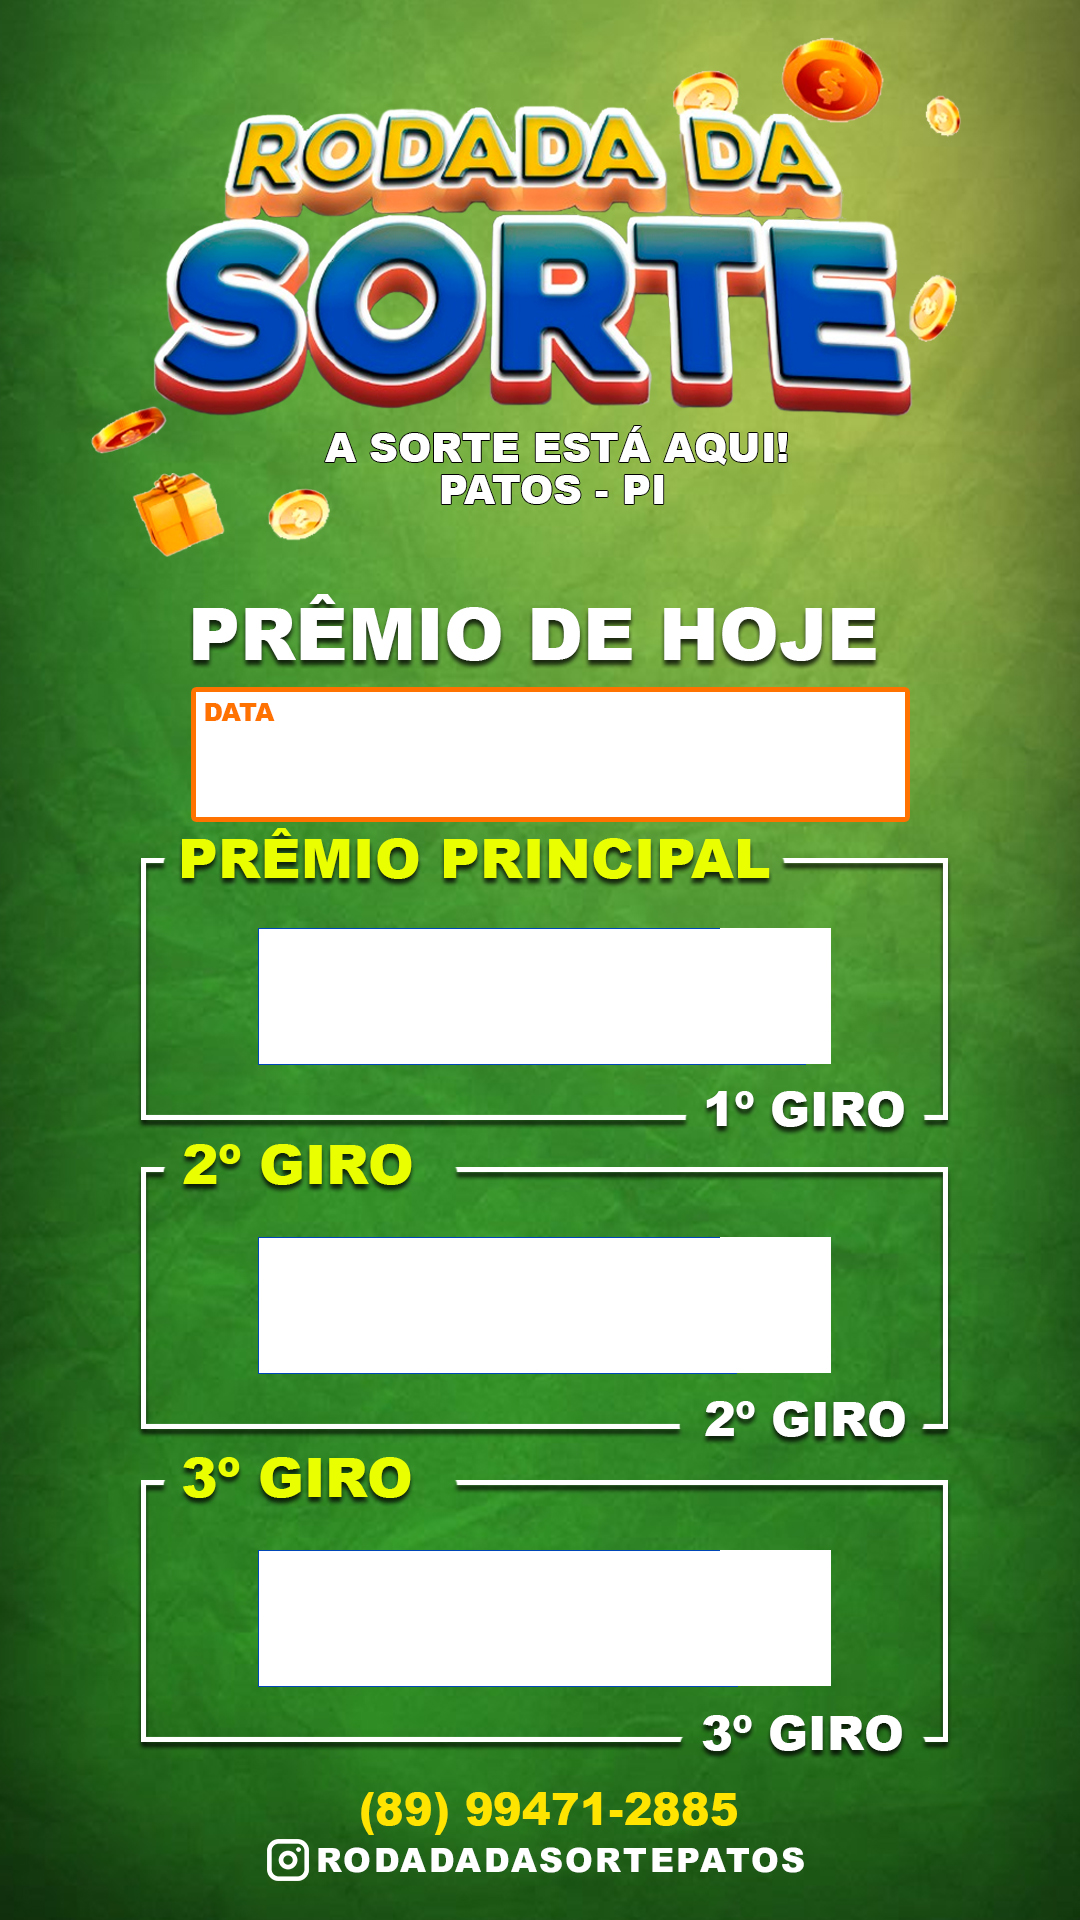 RODADA DA
SORTE
A SORTE ESTÁ AQUI!
PATOS - PI
PRÊMIO DE HOJE
DATA
PRÊMIO PRINCIPAL
1º GIRO
2º GIRO
2º GIRO
3º GIRO
3º GIRO
(89) 99471-2885
RODADADASORTEPATOS